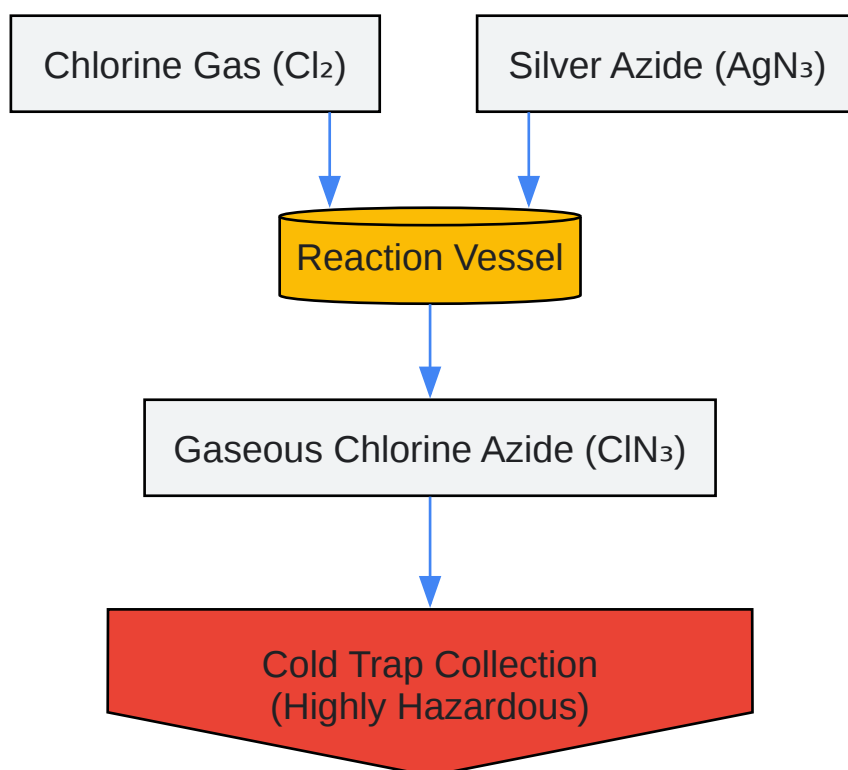 Chlorine Gas (Cl₂)
Silver Azide (AgN₃)
Reaction Vessel
Gaseous Chlorine Azide (ClN₃)
Cold Trap Collection
(Highly Hazardous)